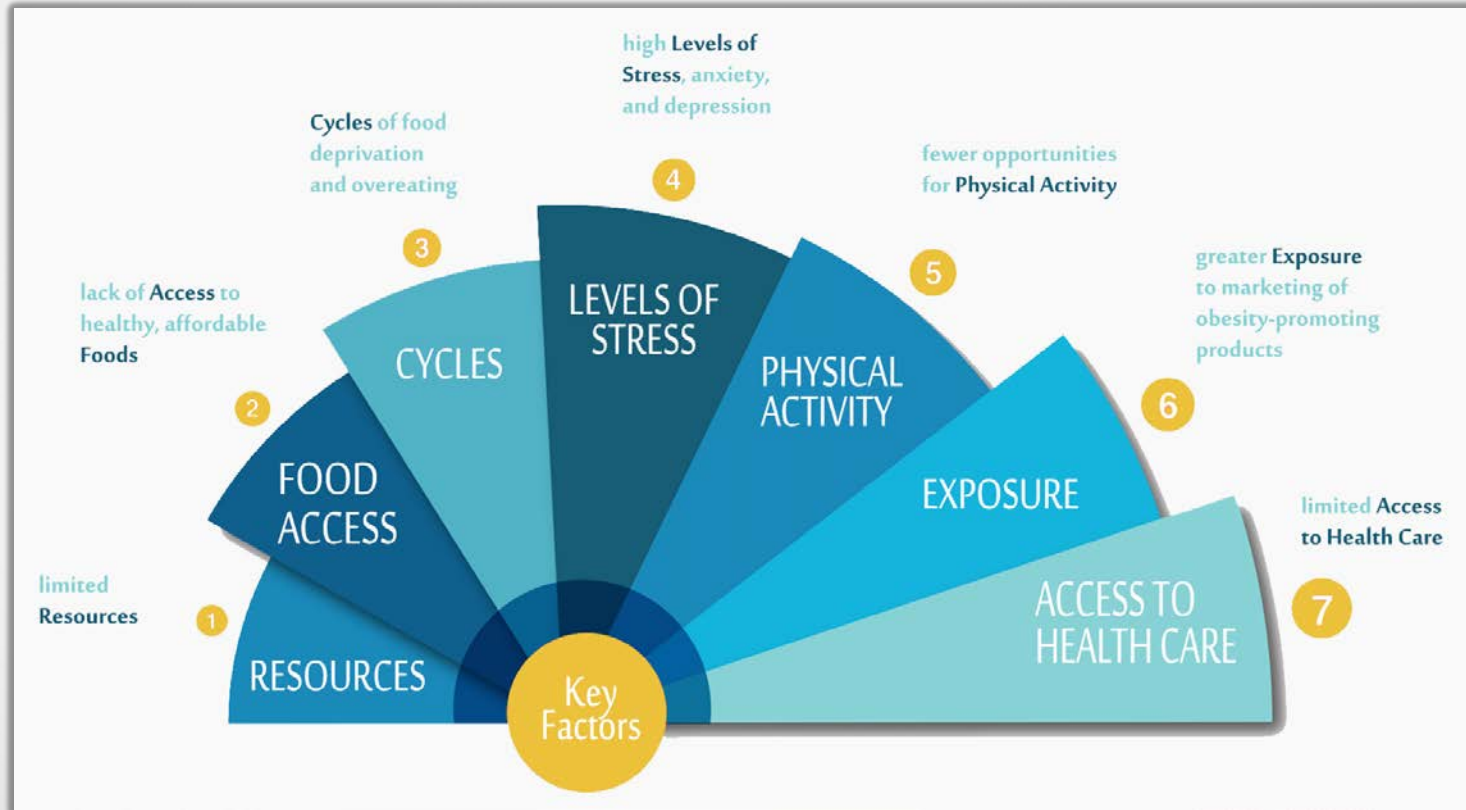 limited
Resources
1
RESOURCES
lack of Access to
healthy, affordable
Foods
2
FOOD
ACCESS
Cycles of food
deprivation
and overeating
3
CYCLES
high Levels of
Stress, anxiety,
and depression
4
LEVELS OF
STRESS
fewer opportunities
for Physical Activity
5
PHYSICAL
ACTIVITY
greater Exposure
to marketing of
obesity-promoting
products
6
EXPOSURE
limited Access
to Health Care
7
ACCESS TO
HEALTH CARE
Key
Factors